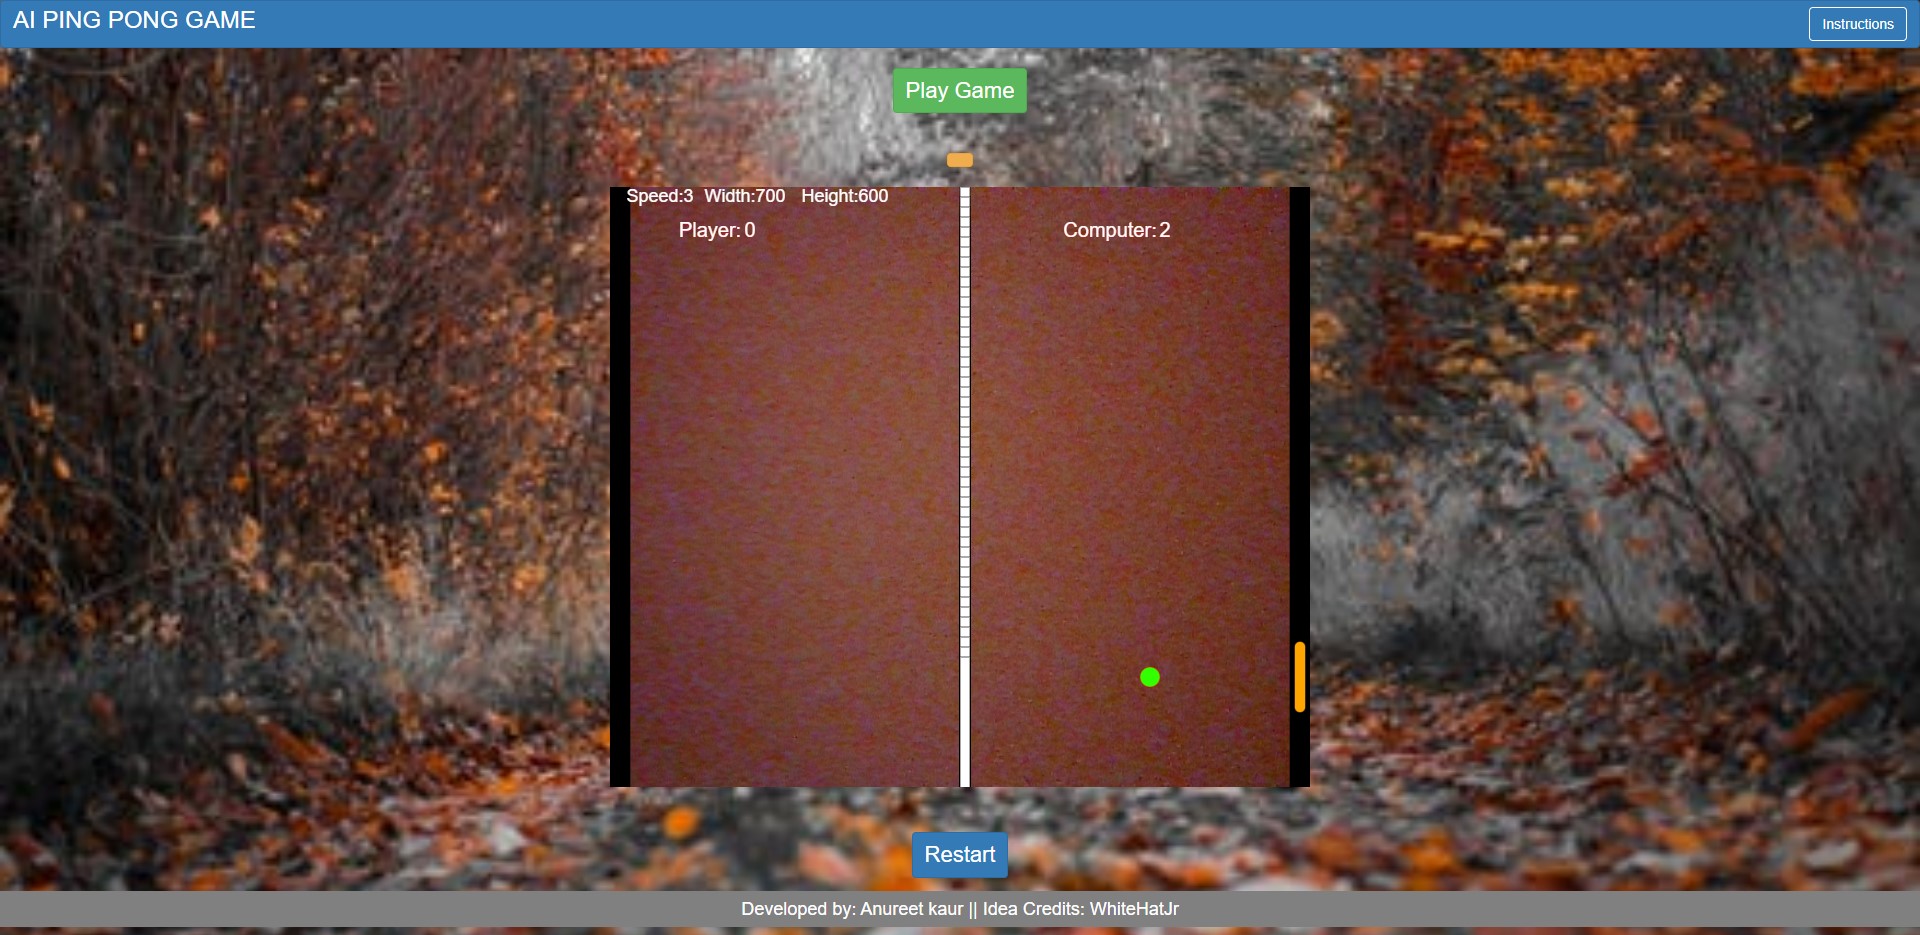 AI PING PONG GAME
Instructions
Play Game
Speed:3 Width:700 Height:600
Player: 0
Computer: 2
Restart
Developed by: Anureet kaur || Idea Credits: WhiteHatJr